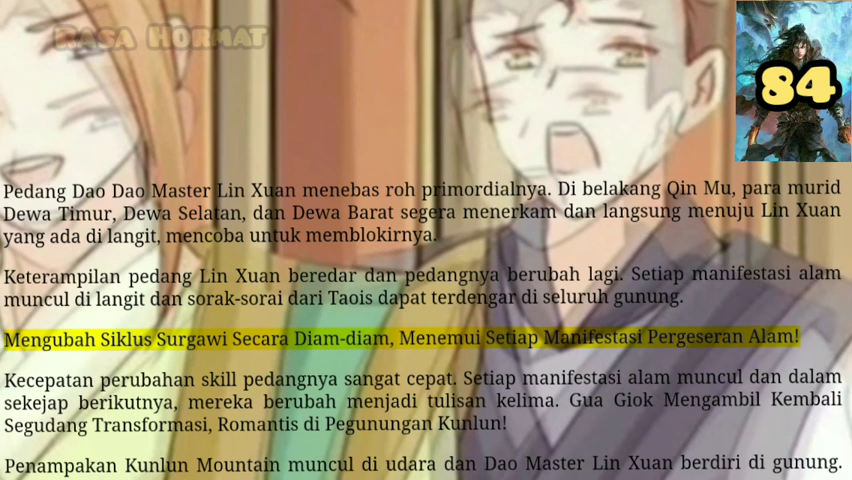 Rasa Hormat
84
Pedang Dao Dao Master Lin Xuan menebas roh primordialnya. Di belakang Qin Mu, para murid
Dewa Timur, Dewa Selatan, dan Dewa Barat segera menerkam dan langsung menuju Lin Xuan
yang ada di langit, mencoba untuk memblokirnya.
Keterampilan pedang Lin Xuan beredar dan pedangnya berubah lagi. Setiap manifestasi alam
muncul di langit dan sorak-sorai dari Taois dapat terdengar di seluruh gunung.
Mengubah Siklus Surgawi Secara Diam-diam, Menemui Setiap Manifestasi Pergeseran Alam!
Kecepatan perubahan skill pedangnya sangat cepat. Setiap manifestasi alam muncul dan dalam
sekejap berikutnya, mereka berubah menjadi tulisan kelima. Gua Giok Mengambil Kembali
Segudang Transformasi, Romantis di Pegunungan Kunlun!
Penampakan Kunlun Mountain muncul di udara dan Dao Master Lin Xuan berdiri di gunung.